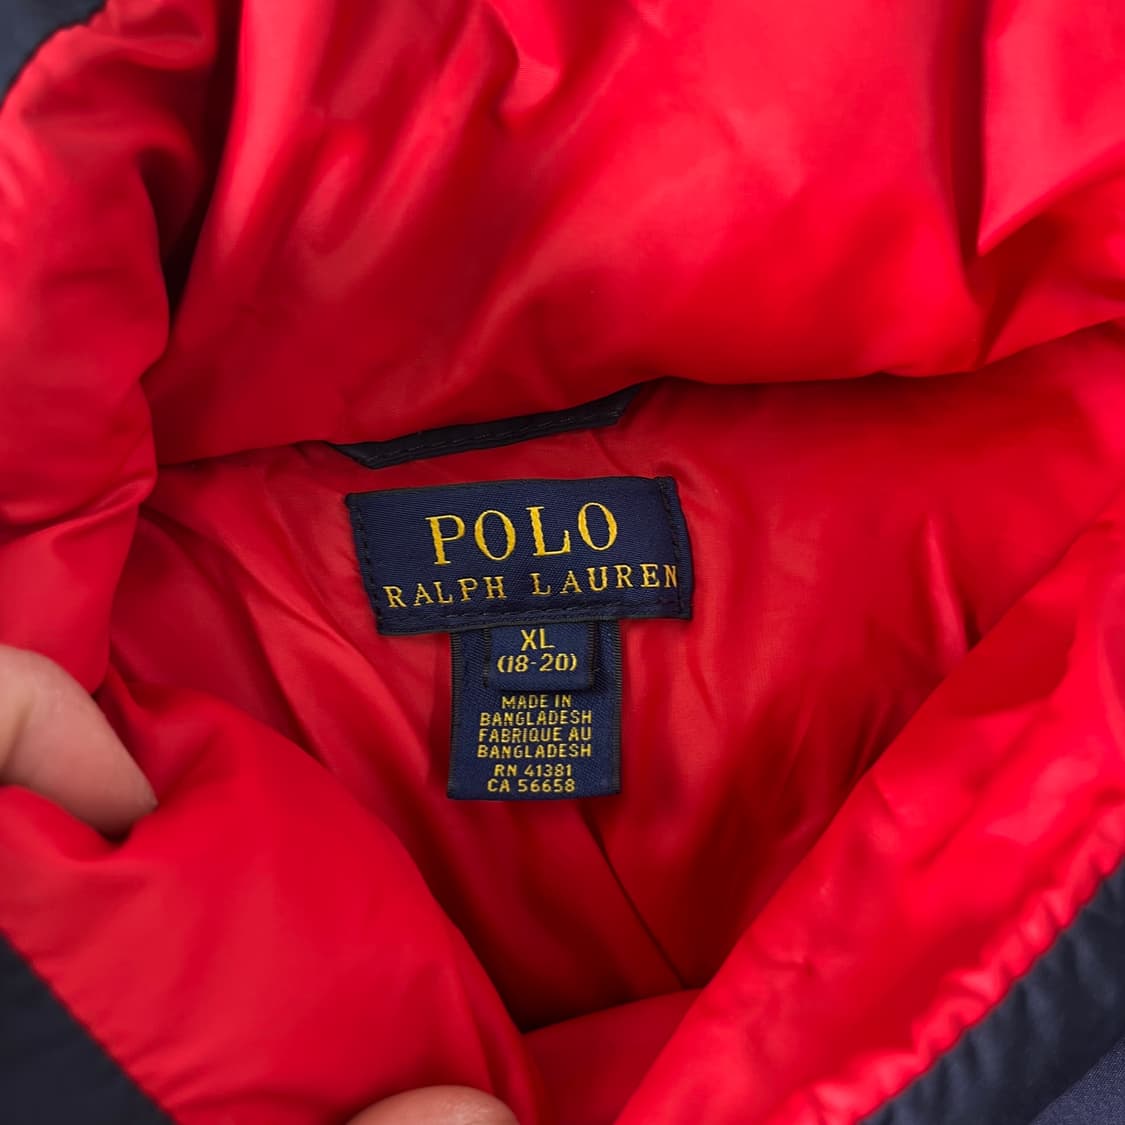 POLO
RALPH LAUREN
XL
(18-20)
MADE IN
BANGLADESH
FABRIQUE AU
BANGLADESH
RN 41381
CA 56658